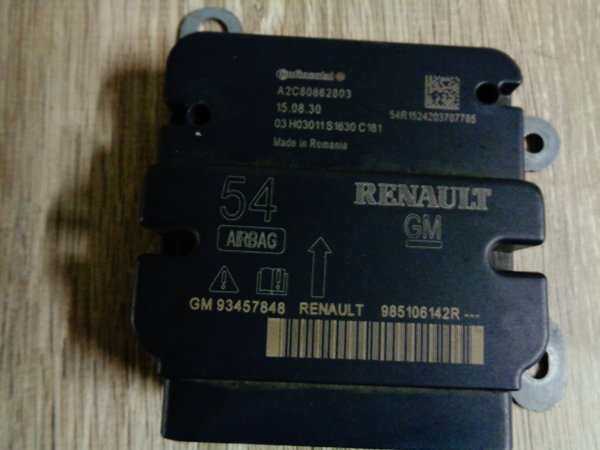 Continental
A2C80862803
15.08.30
03 H03011 S1630 C181
Made in Romania
54R1524203707785
54
AIRBAG
RENAULT
GM
GM 93457848 RENAULT 985106142R ---